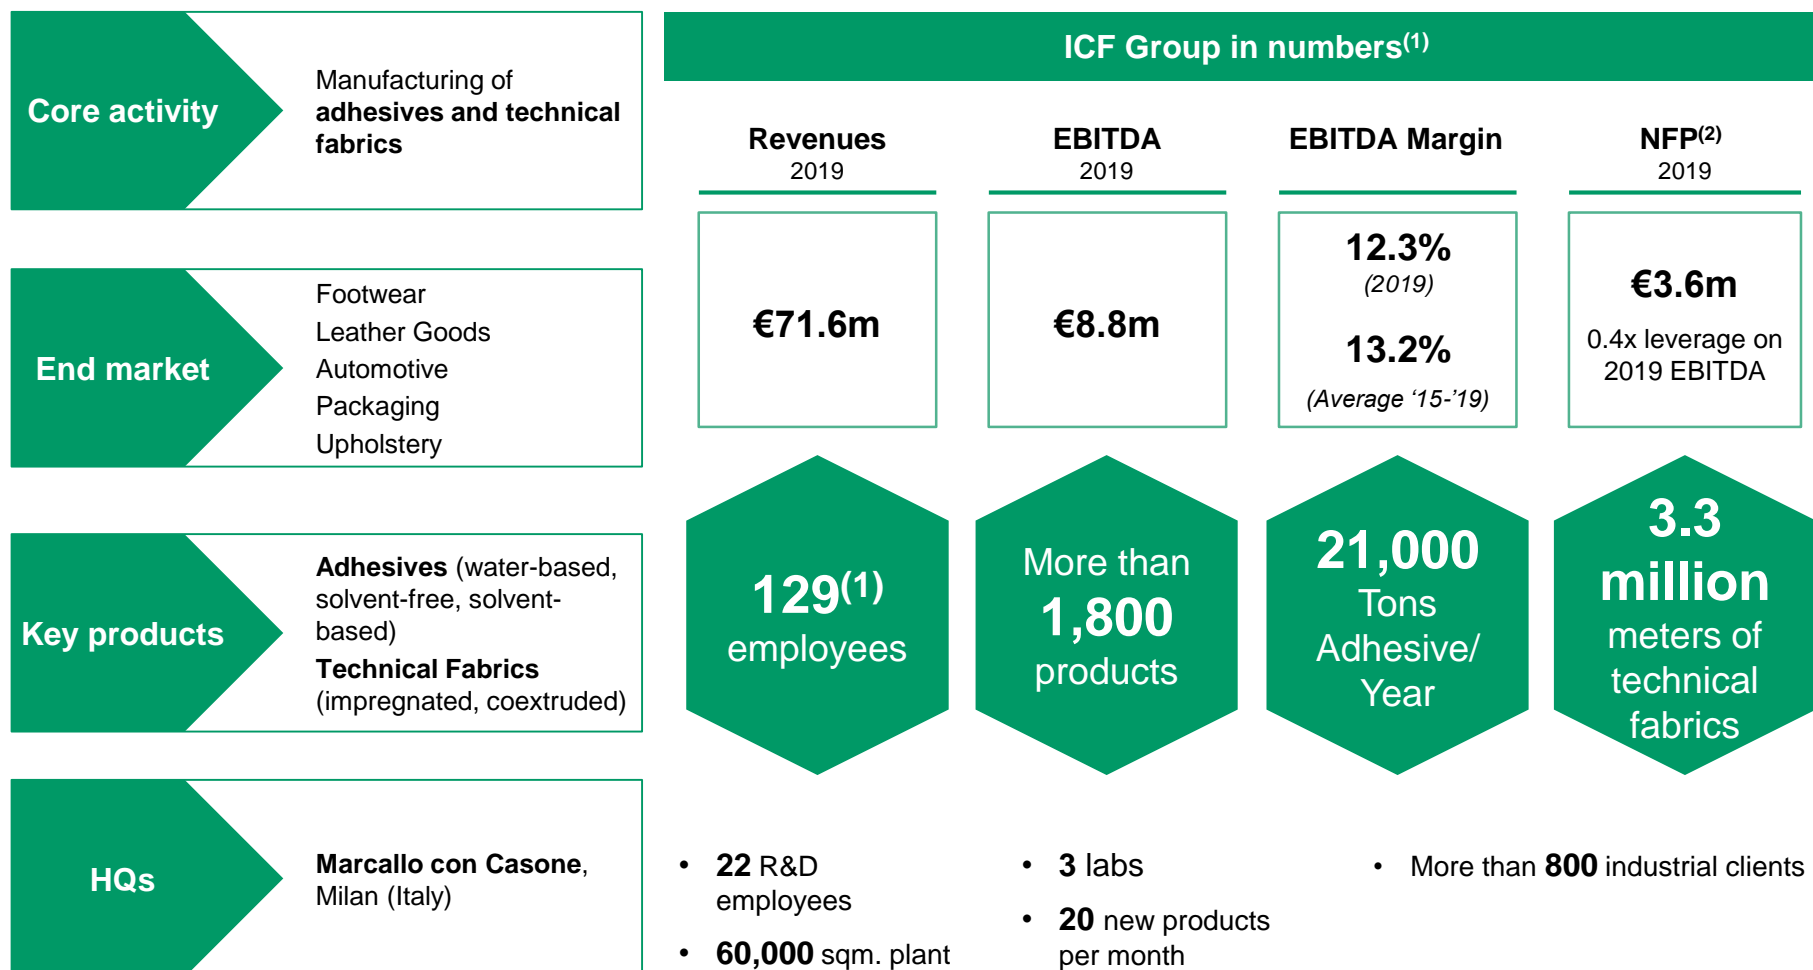 Core activity
Manufacturing of
adhesives and technical
fabrics
End market
Footwear
Leather Goods
Automotive
Packaging
Upholstery
Key products
Adhesives (water-based,
solvent-free, solvent-
based)
Technical Fabrics
(impregnated, coextruded)
HQs
Marcallo con Casone,
Milan (Italy)
ICF Group in numbers(1)
Revenues
2019
€71.6m
EBITDA
2019
€8.8m
EBITDA Margin
12.3%
(2019)
13.2%
(Average ‘15-’19)
NFP(2)
2019
€3.6m
0.4x leverage on
2019 EBITDA
129(1)
employees
More than
1,800
products
21,000
Tons
Adhesive/
Year
3.3
million
meters of
technical
fabrics
• 22 R&D
employees
• 60,000 sqm. plant
• 3 labs
• 20 new products
per month
• More than 800 industrial clients